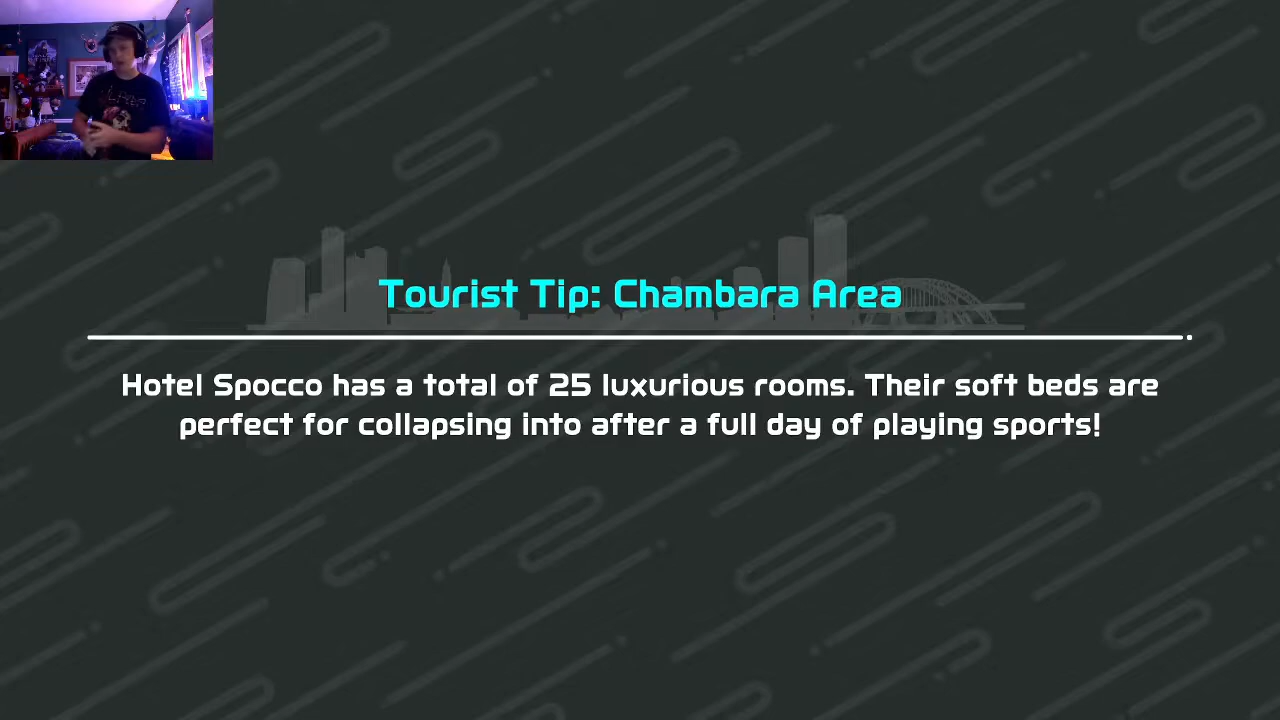 Tourist Tip: Chambara Area
Hotel Spocco has a total of 25 luxurious rooms. Their soft beds are
perfect for collapsing into after a full day of playing sports!